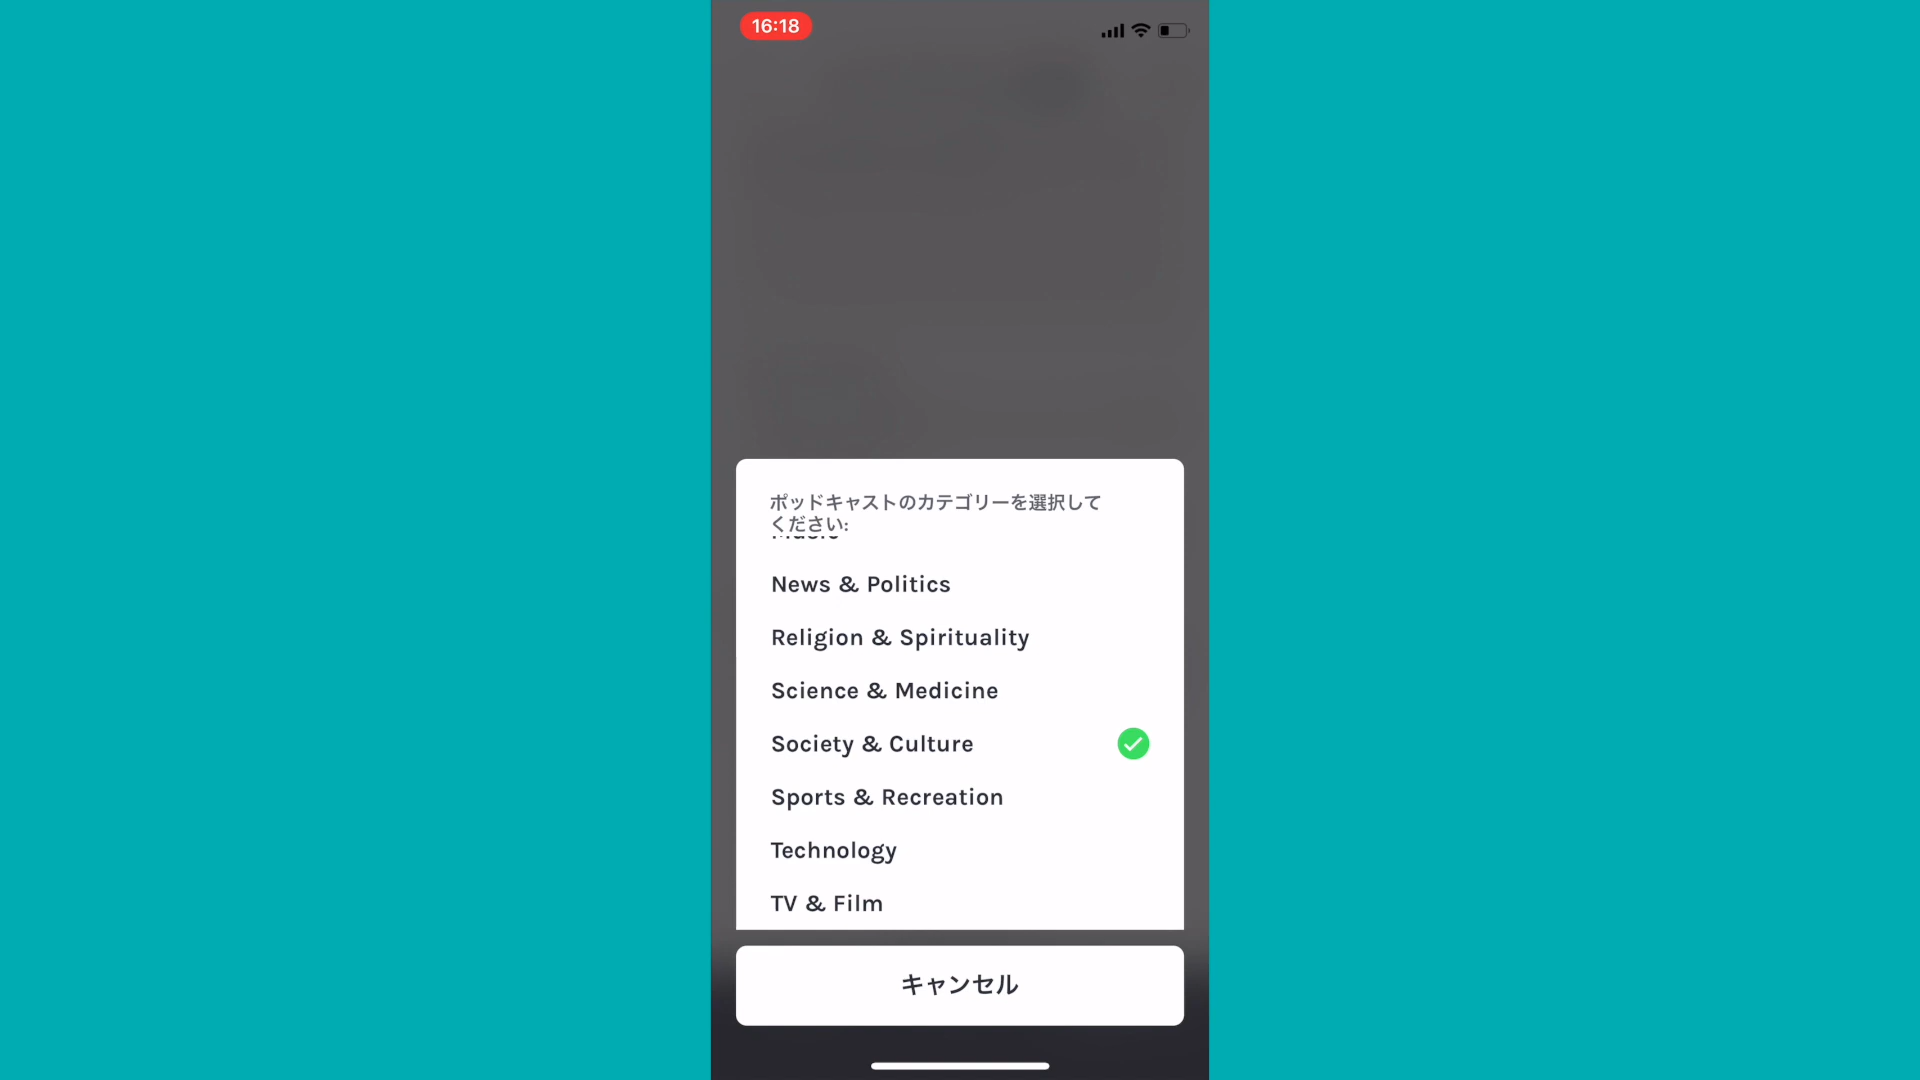 16:18
ポッドキャストのカテゴリーを選択して
ください:
News & Politics
Religion & Spirituality
Science & Medicine
Society & Culture
Sports & Recreation
Technology
TV & Film
キャンセル